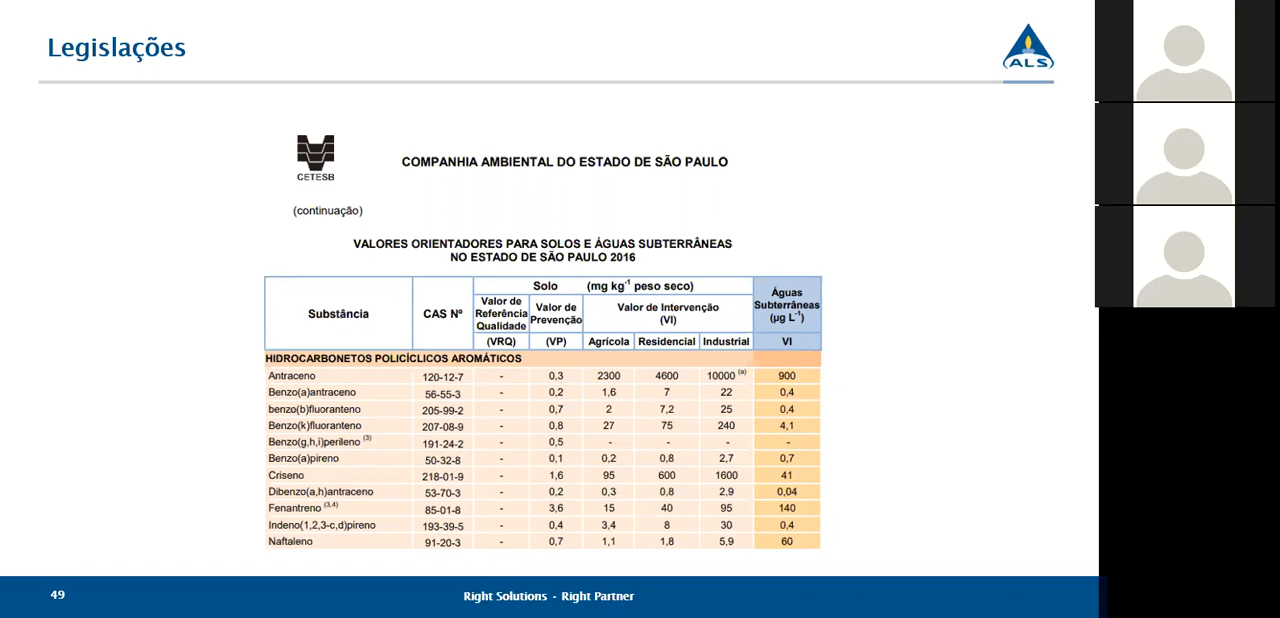 Legislações
ALS
CETESB
COMPANHIA AMBIENTAL DO ESTADO DE SÃO PAULO
(continuação)
VALORES ORIENTADORES PARA SOLOS E ÁGUAS SUBTERRÂNEAS
NO ESTADO DE SÃO PAULO 2016
Substância CAS Nº Solo (mg kg-1 peso seco) Águas Subterrâneas (µg L-1)
Valor de Referência Qualidade Valor de Prevenção Valor de Intervenção (VI)
(VRQ) (VP) Agrícola Residencial Industrial VI
HIDROCARBONETOS POLICÍCLICOS AROMÁTICOS
Antraceno 120-12-7 - 0,3 2300 4600 10000 (a) 900
Benzo(a)antraceno 56-55-3 - 0,2 1,6 7 22 0,4
benzo(b)fluoranteno 205-99-2 - 0,7 2 7,2 25 0,4
Benzo(k)fluoranteno 207-08-9 - 0,8 27 75 240 4,1
Benzo(g,h,i)perileno (3) 191-24-2 - 0,5 - - - -
Benzo(a)pireno 50-32-8 - 0,1 0,2 0,8 2,7 0,7
Criseno 218-01-9 - 1,6 95 600 1600 41
Dibenzo(a,h)antraceno 53-70-3 - 0,2 0,3 0,8 2,9 0,04
Fenantreno (3,4) 85-01-8 - 3,6 15 40 95 140
Indeno(1,2,3-c,d)pireno 193-39-5 - 0,4 3,4 8 30 0,4
Naftaleno 91-20-3 - 0,7 1,1 1,8 5,9 60
49
Right Solutions - Right Partner